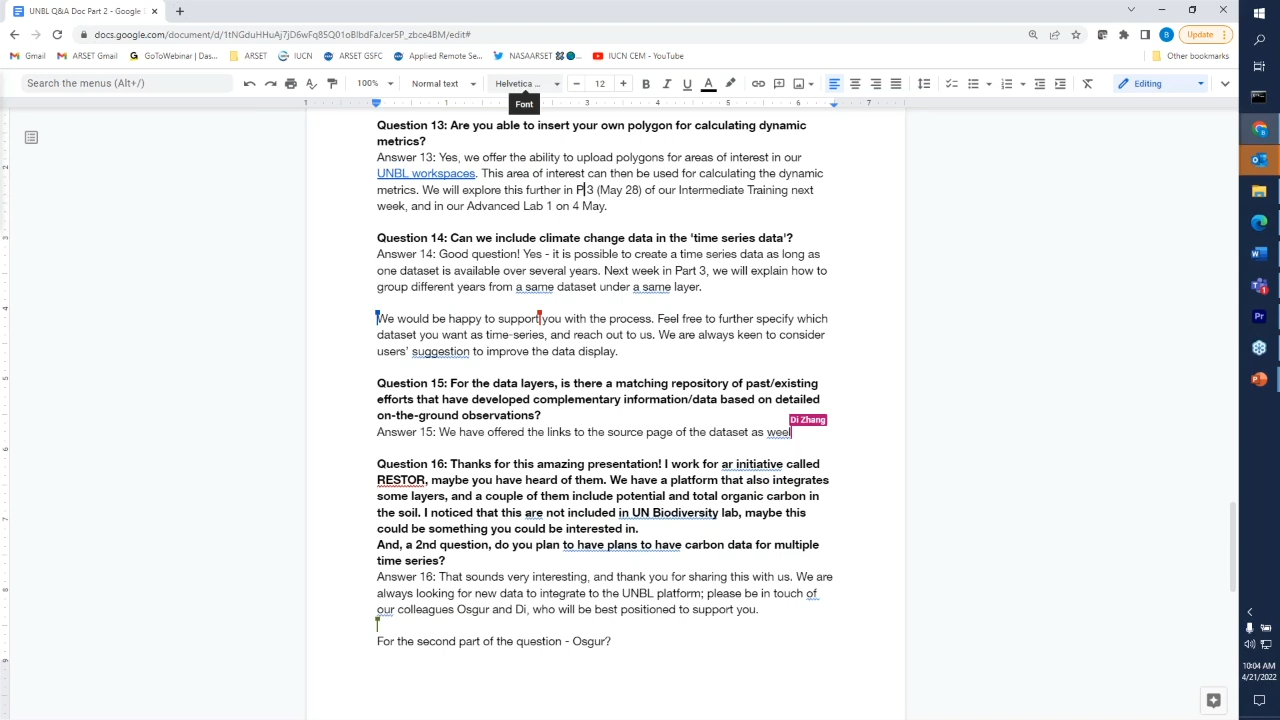 UNBL Q&A Doc Part 2 - Google
docs.google.com/document/d/1tNGduHHuAj7jD6wFq85Q01oBlbdFaJcer5P_zbce4BM/edit#
B Update
Gmail ARSET Gmail GoToWebinar | Das... ARSET IUCN ARSET GSFC Applied Remote Se... NASAARSET IUCN CEM - YouTube Other bookmarks
Search the menus (Alt+/) 100% Normal text Helvetica ... 12 B I U A Editing
Font
1 1 2 3 4 5 6 7
Question 13: Are you able to insert your own polygon for calculating dynamic
metrics?
Answer 13: Yes, we offer the ability to upload polygons for areas of interest in our
UNBL workspaces. This area of interest can then be used for calculating the dynamic
metrics. We will explore this further in P 3 (May 28) of our Intermediate Training next
week, and in our Advanced Lab 1 on 4 May.
Question 14: Can we include climate change data in the 'time series data'?
Answer 14: Good question! Yes - it is possible to create a time series data as long as
one dataset is available over several years. Next week in Part 3, we will explain how to
group different years from a same dataset under a same layer.
We would be happy to support you with the process. Feel free to further specify which
dataset you want as time-series, and reach out to us. We are always keen to consider
users' suggestion to improve the data display.
Question 15: For the data layers, is there a matching repository of past/existing
efforts that have developed complementary information/data based on detailed
on-the-ground observations?
Di Zhang
Answer 15: We have offered the links to the source page of the dataset as weel
Question 16: Thanks for this amazing presentation! I work for ar initiative called
RESTOR, maybe you have heard of them. We have a platform that also integrates
some layers, and a couple of them include potential and total organic carbon in
the soil. I noticed that this are not included in UN Biodiversity lab, maybe this
could be something you could be interested in.
And, a 2nd question, do you plan to have plans to have carbon data for multiple
time series?
Answer 16: That sounds very interesting, and thank you for sharing this with us. We are
always looking for new data to integrate to the UNBL platform; please be in touch of
our colleagues Osgur and Di, who will be best positioned to support you.
For the second part of the question - Osgur?
10:04 AM
4/21/2022